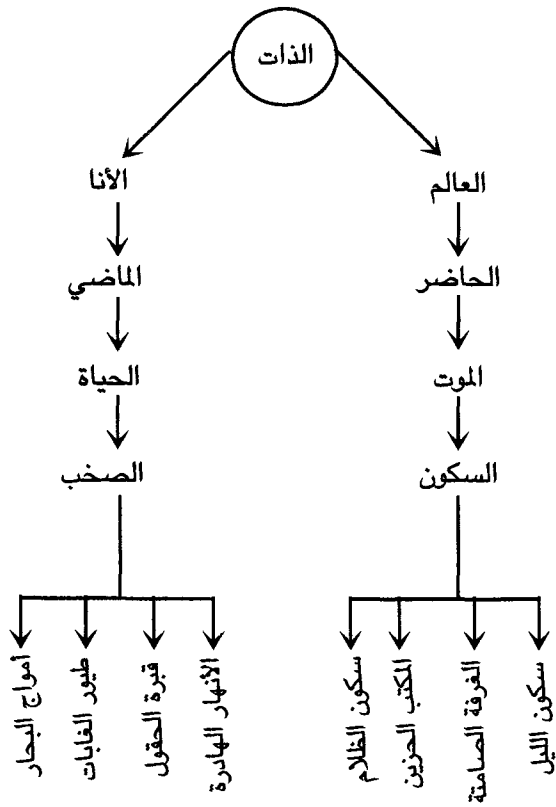 الذات
العالم
الأنا
الحاضر
الماضي
الموت
الحياة
السكون
الصخب
سكون الليل
الغرفة الصامتة
المكتب الحزين
سكون الظلام
الأنهار الهادرة
قبرة الحقول
طيور الغابات
أمواج البحار